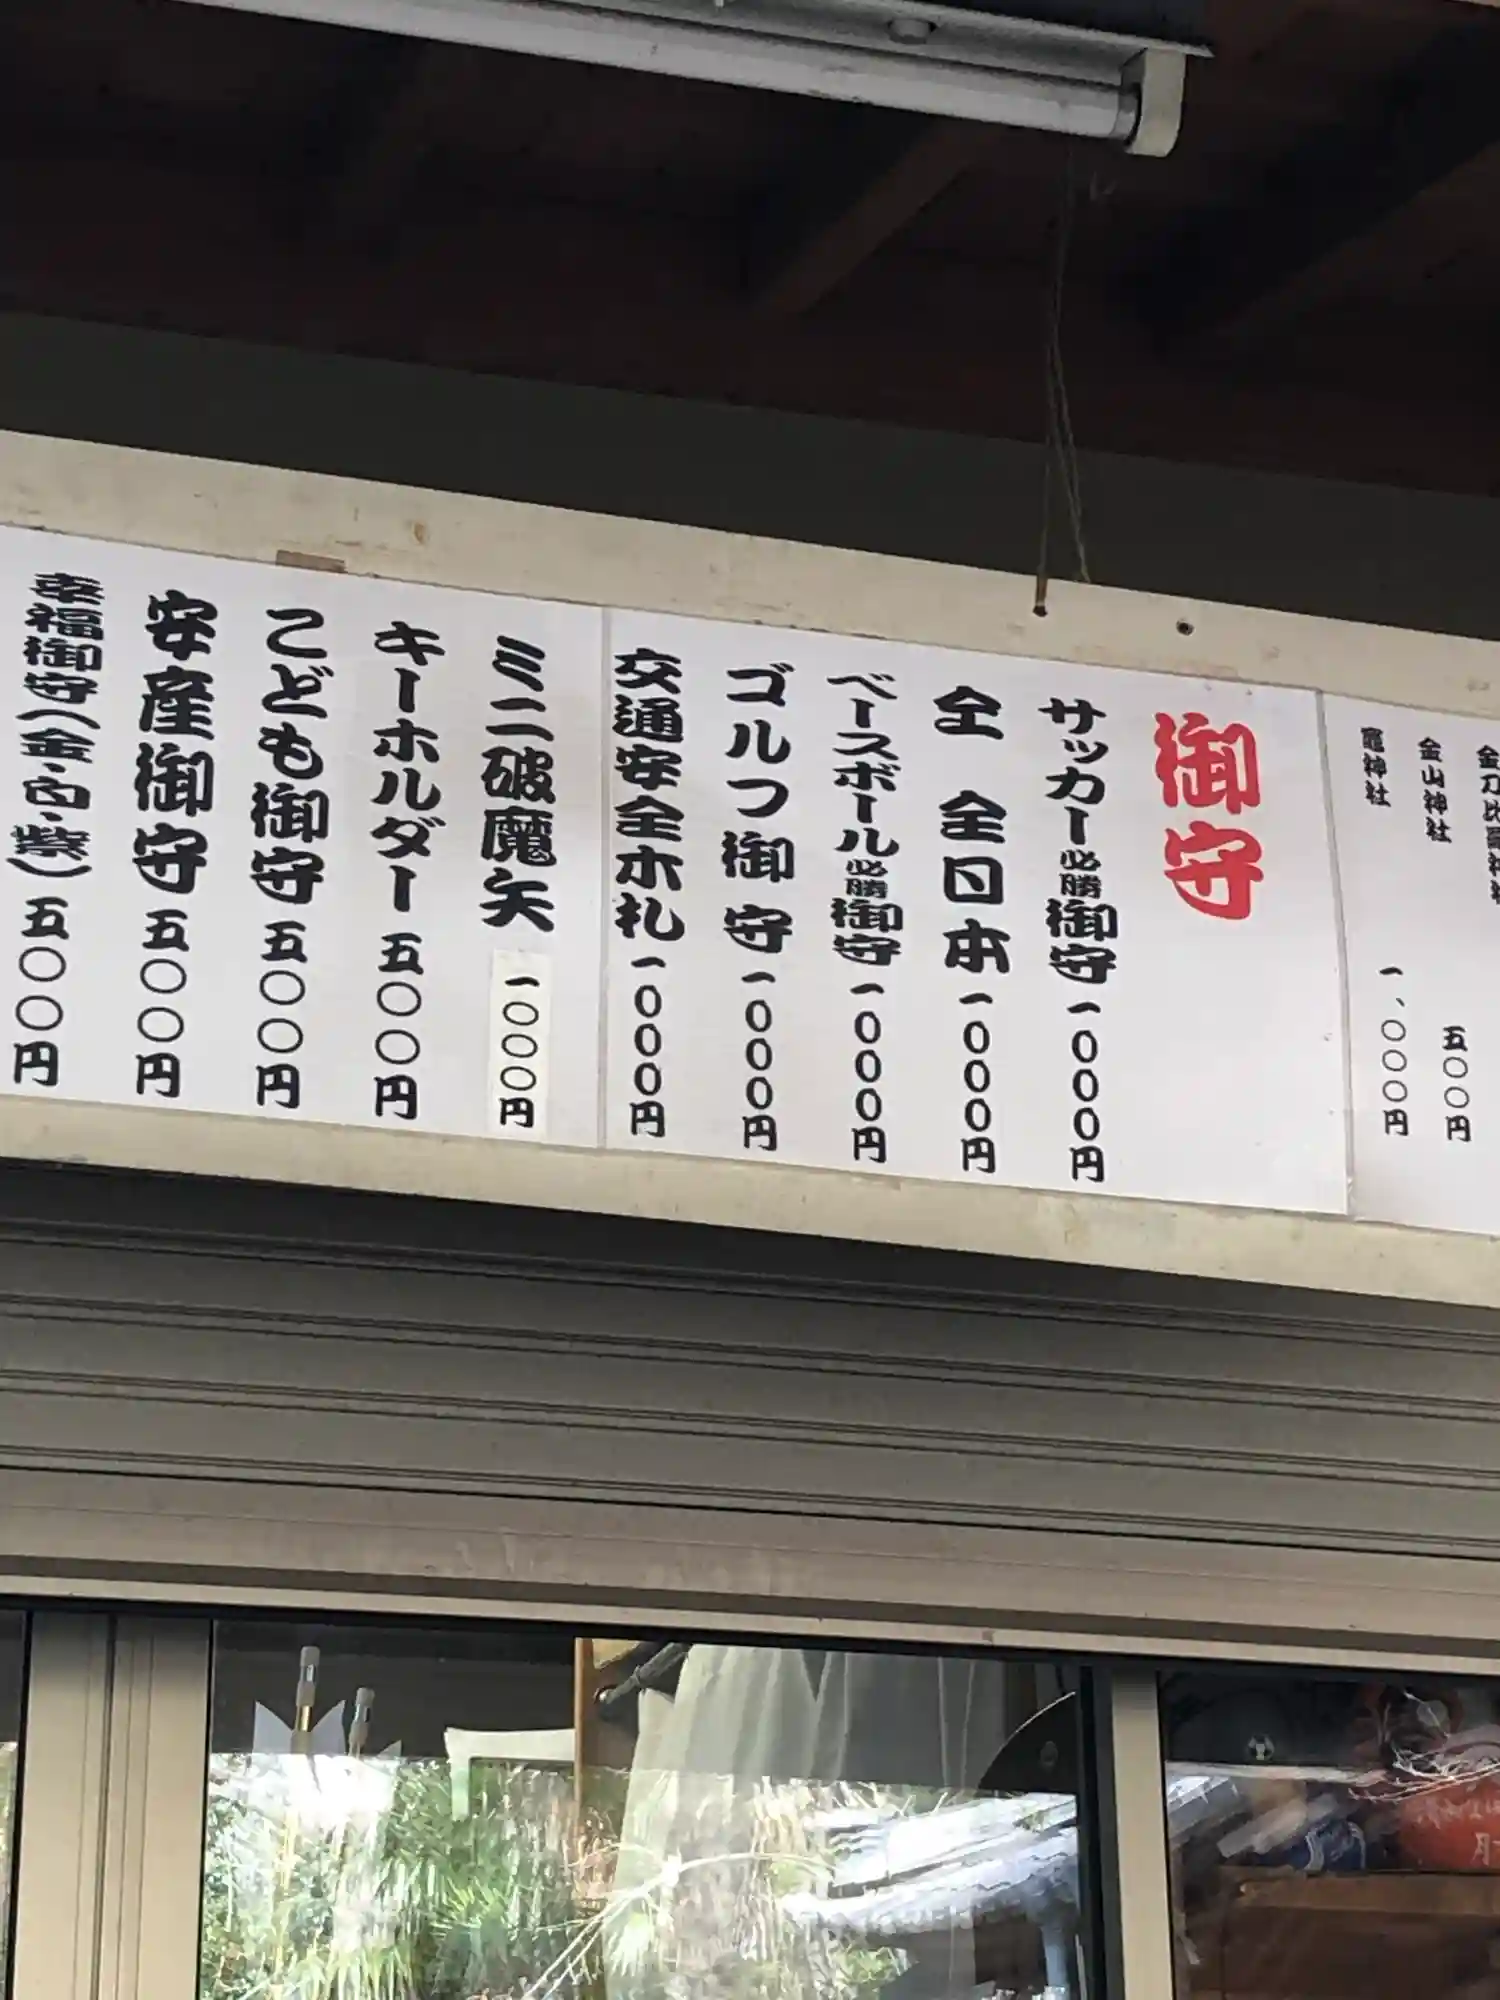 金刀比羅神社
金山神社 五〇〇円
竈神社 一、〇〇〇円
御守
サッカー必勝御守 一〇〇〇円
全 全日本 一〇〇〇円
ベースボール必勝御守 一〇〇〇円
ゴルフ御守 一〇〇〇円
交通安全木札 一〇〇〇円
ミニ破魔矢 一〇〇〇円
キーホルダー 五〇〇円
こども御守 五〇〇円
安産御守 五〇〇円
幸福御守(金・白・紫) 五〇〇円